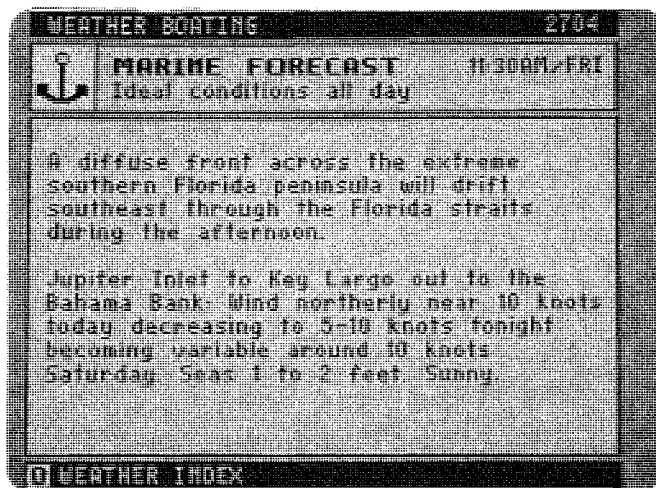 WEATHER BOATING 2704
MARINE FORECAST 11:30AM/FRI
Ideal conditions all day
A diffuse front across the extreme
southern Florida peninsula will drift
southeast through the Florida straits
during the afternoon.
Jupiter Inlet to Key Largo out to the
Bahama Bank- Wind northerly near 10 knots
today decreasing to 5-10 knots tonight
becoming variable around 10 knots
Saturday. Seas 1 to 2 feet. Sunny.
0 WEATHER INDEX